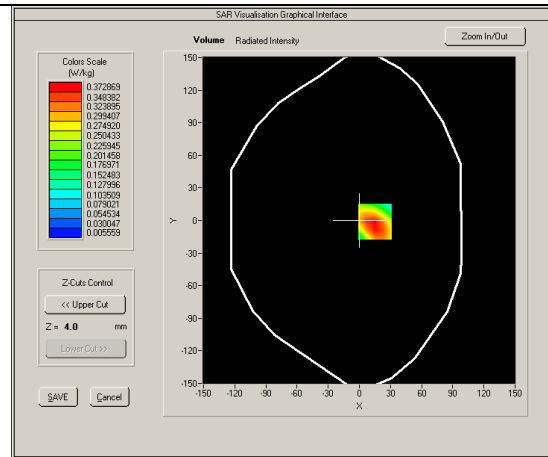 SAR Visualisation Graphical Interface
Volume Radiated Intensity
Zoom In/Out
Colors Scale
(W/kg)
0.372869
0.348382
0.323895
0.299407
0.274920
0.250433
0.225945
0.201458
0.176971
0.152483
0.127996
0.103509
0.079021
0.054534
0.030047
0.005559
Z-Cuts Control
<< Upper Cut
Z = 4.0 mm
Lower Cut >>
SAVE Cancel
150-
120-
90-
60-
30-
0-
-30-
-60-
-90-
-120-
-150-
Y
-150 -120 -90 -60 -30 0 30 60 90 120 150
X